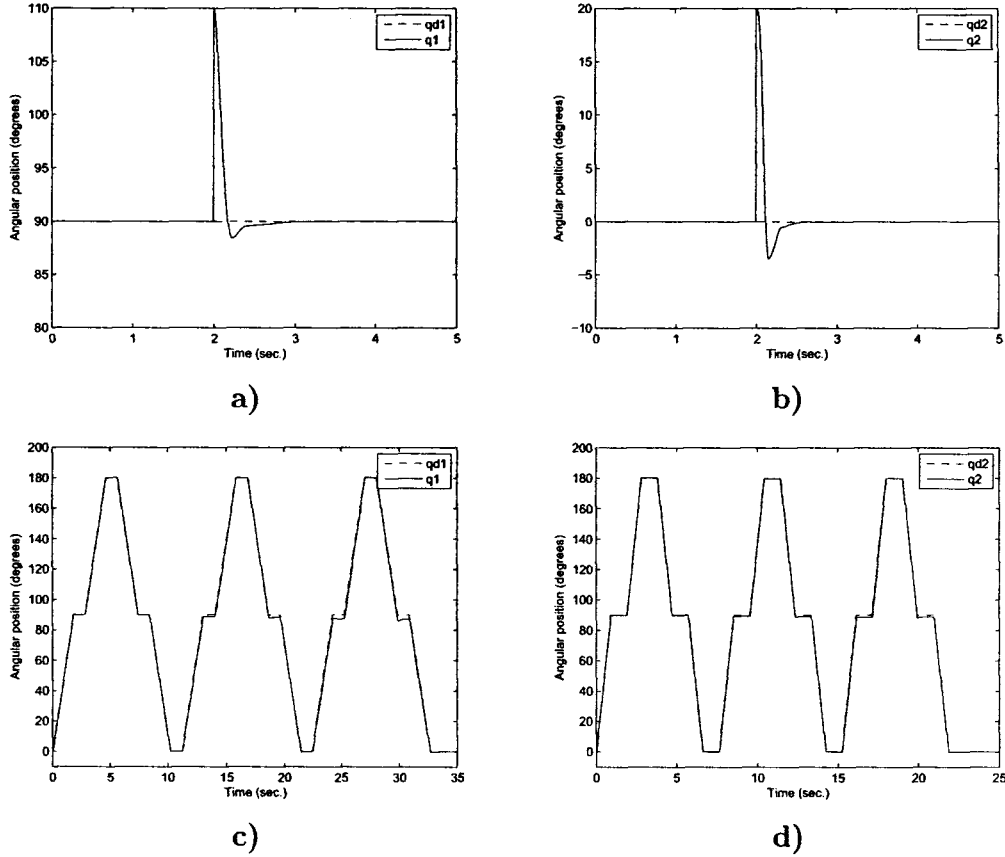 110
105
100
95
90
85
80
Angular position (degrees)
0 1 2 3 4 5
Time (sec.)
qd1
q1
a)
20
15
10
5
0
−5
−10
Angular position (degrees)
0 1 2 3 4 5
Time (sec.)
qd2
q2
b)
200
180
160
140
120
100
80
60
40
20
0
Angular position (degrees)
0 5 10 15 20 25 30 35
Time (sec.)
qd1
q1
c)
200
180
160
140
120
100
80
60
40
20
0
Angular position (degrees)
0 5 10 15 20 25
Time (sec.)
qd2
q2
d)